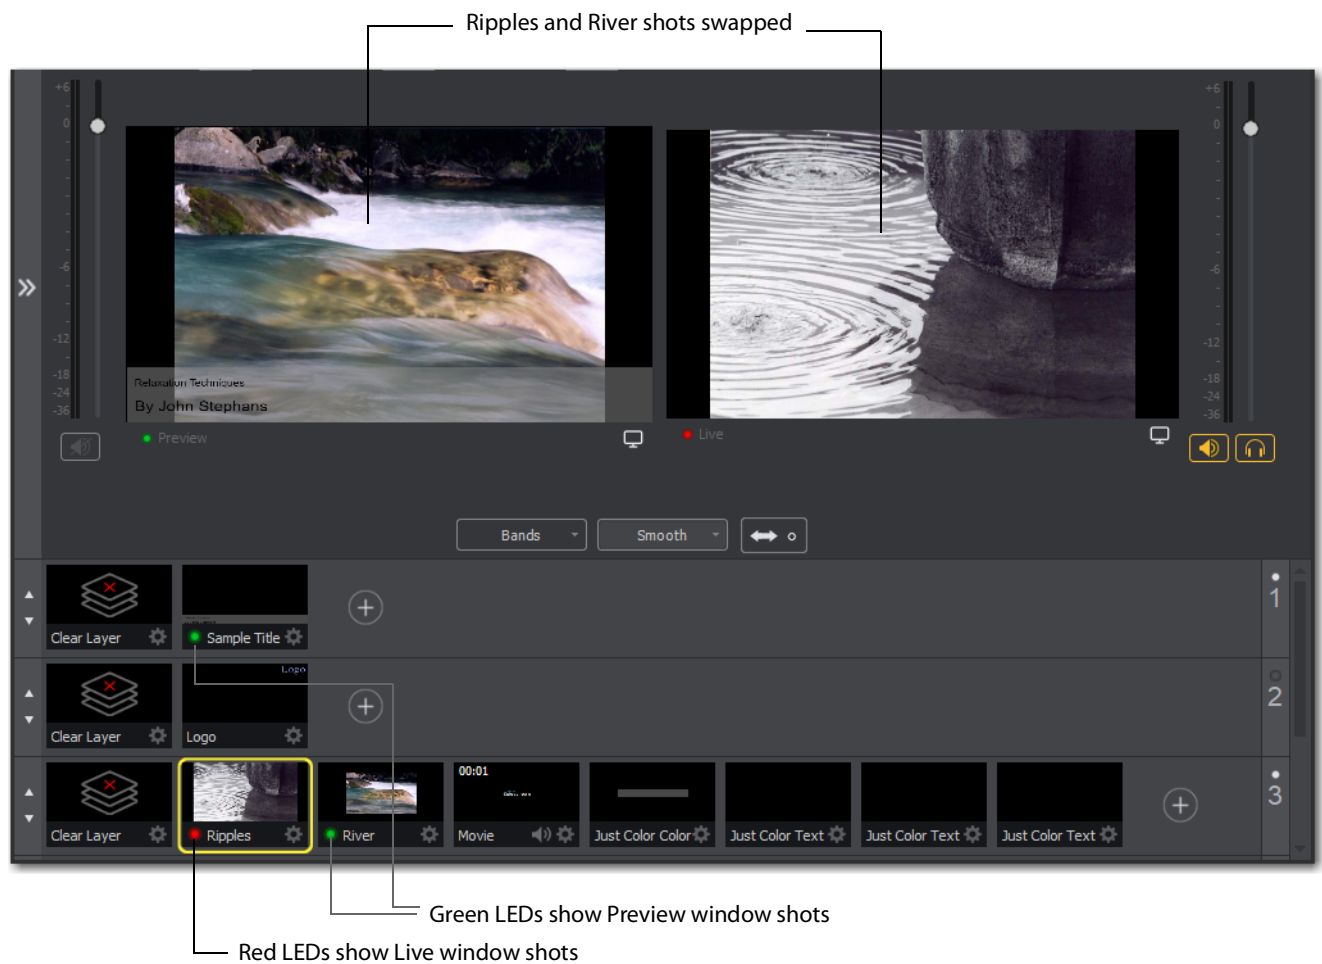 Ripples and River shots swapped
+6
-
0
-
-
-
-
-6
-
-12
-
-18
-24
-36
Relaxation Techniques
By John Stephans
Preview
Live
+6
-
0
-
-
-
-
-6
-
-12
-
-18
-24
-36
Bands
Smooth
Clear Layer
Sample Title
1
Clear Layer
Logo
Logo
2
00:01
Clear Layer
Ripples
River
Movie
Just Color Color
Just Color Text
Just Color Text
Just Color Text
3
Green LEDs show Preview window shots
Red LEDs show Live window shots